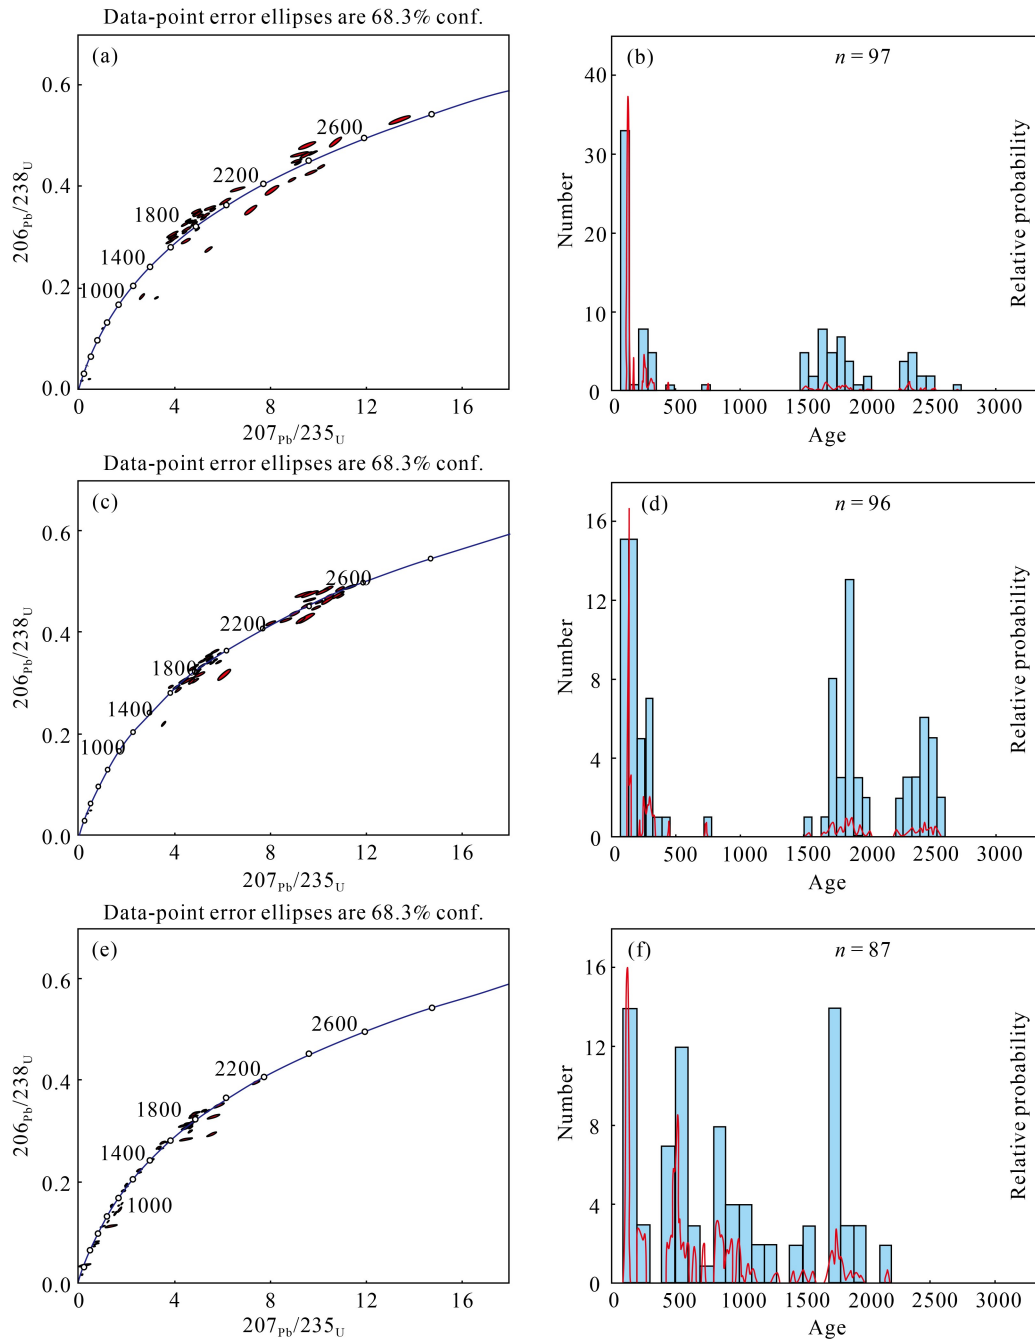 Data-point error ellipses are 68.3% conf.
(a)
0.6
0.4
0.2
0.0
206Pb/238U
2600
2200
1800
1400
1000
0 4 8 12 16
207Pb/235U
(b)
n = 97
40
30
20
10
0
Number
Relative probability
0 500 1000 1500 2000 2500 3000
Age
Data-point error ellipses are 68.3% conf.
(c)
0.6
0.4
0.2
0.0
206Pb/238U
2600
2200
1800
1400
1000
0 4 8 12 16
207Pb/235U
(d)
n = 96
16
12
8
4
0
Number
Relative probability
0 500 1000 1500 2000 2500 3000
Age
Data-point error ellipses are 68.3% conf.
(e)
0.6
0.4
0.2
0
206Pb/238U
2600
2200
1800
1400
1000
0 4 8 12 16
207Pb/235U
(f)
n = 87
16
12
8
4
0
Number
Relative probability
0 500 1000 1500 2000 2500 3000
Age